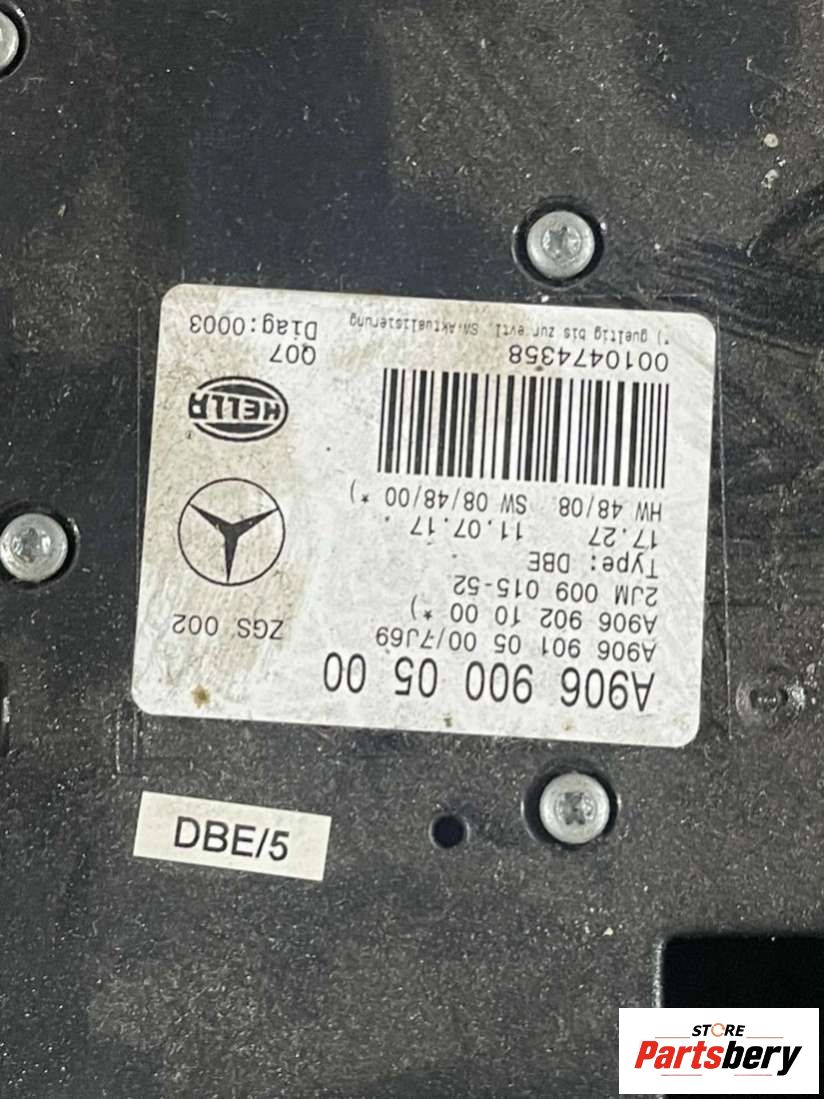 A906 900 05 00
A906 901 05 00/7J69
A906 902 10 00 *)
2JM 009 015-52
Type: DBE
17.27 11.07.17
HW 48/08 SW 08/48/00 *)
0010474358
*) gueltig bis zur evtl. SW-Aktualisierung
ZGS 002
HELLA
®
Q07
Diag:0003
DBE/5
STORE
Partsbery